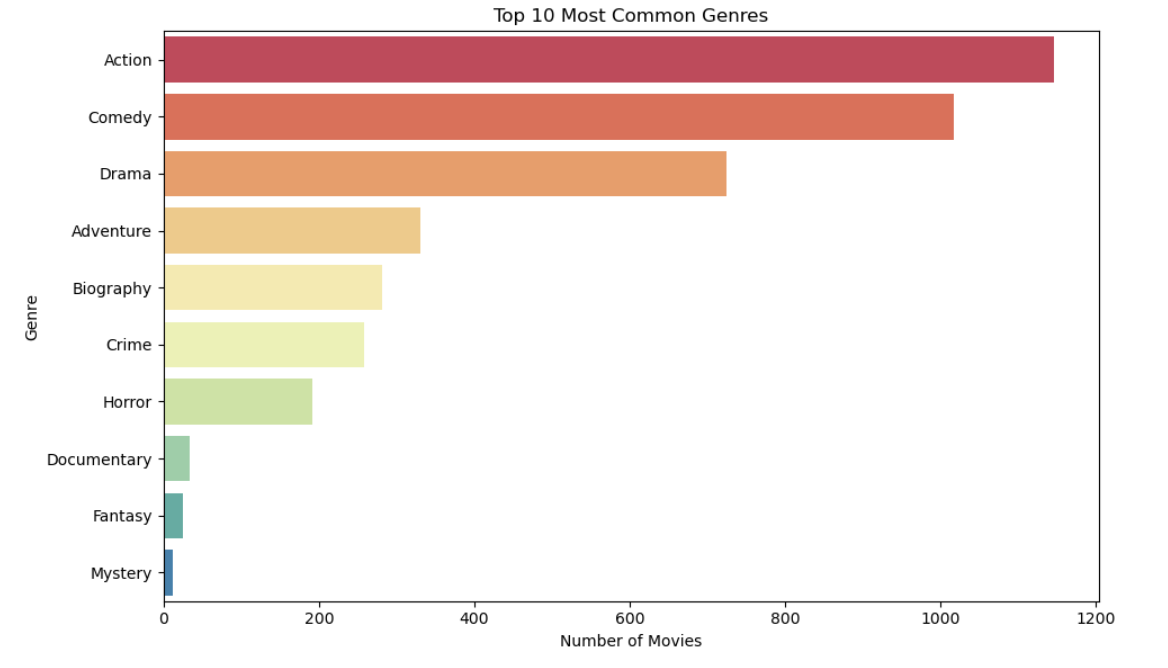 Top 10 Most Common Genres
Action
Comedy
Drama
Adventure
Biography
Crime
Horror
Documentary
Fantasy
Mystery
Genre
0 200 400 600 800 1000 1200
Number of Movies